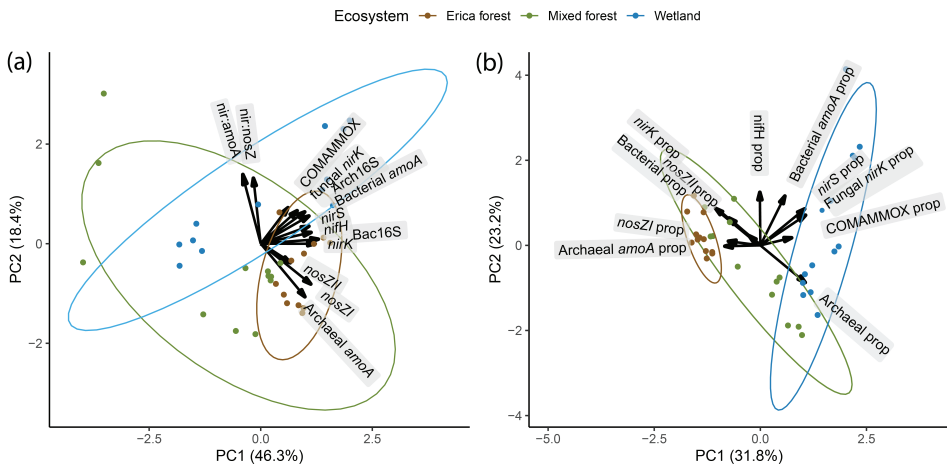 Ecosystem Erica forest Mixed forest Wetland
(a)
nir:amoA
nir:nosZ
COMAMMOX
fungal nirK
Arch16S
Bacterial amoA
nirS
nifH
Bac16S
nirK
nosZII
nosZI
Archaeal amoA
2
0
−2
PC2 (18.4%)
−2.5 0.0 2.5
PC1 (46.3%)
(b)
nirK prop
Bacterial prop
nosZII prop
nifH prop
Bacterial amoA prop
nirS prop
Fungal nirK prop
COMAMMOX prop
nosZI prop
Archaeal amoA prop
Archaeal prop
4
2
0
−2
−4
PC2 (23.2%)
−5.0 −2.5 0.0 2.5
PC1 (31.8%)